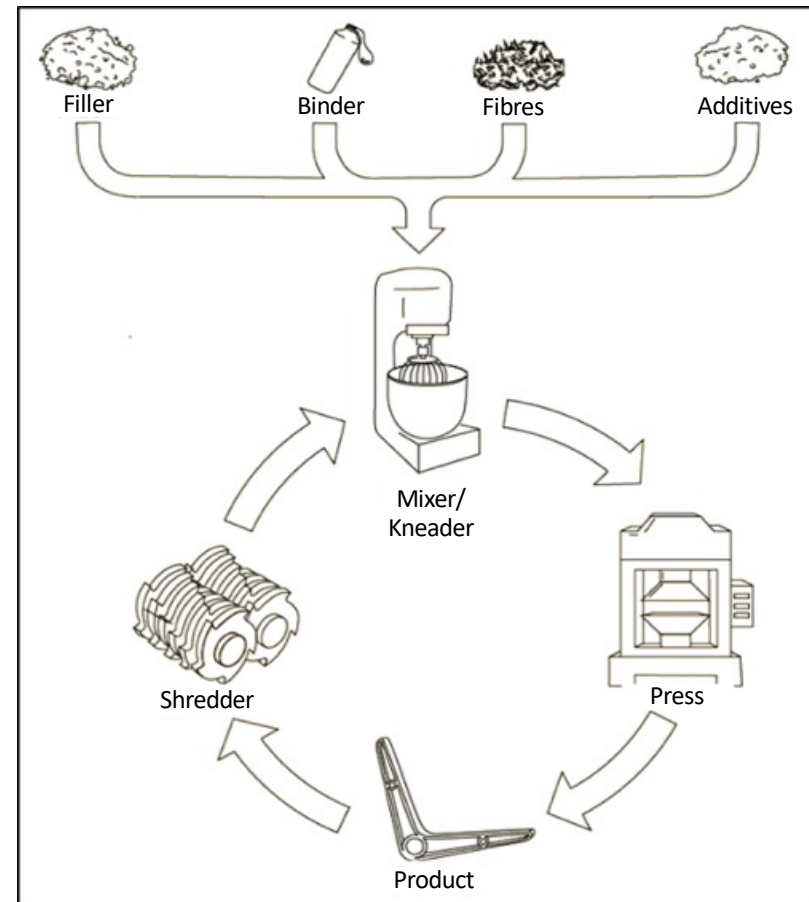 Filler
Binder
Fibres
Additives
Mixer/
Kneader
Shredder
Press
Product